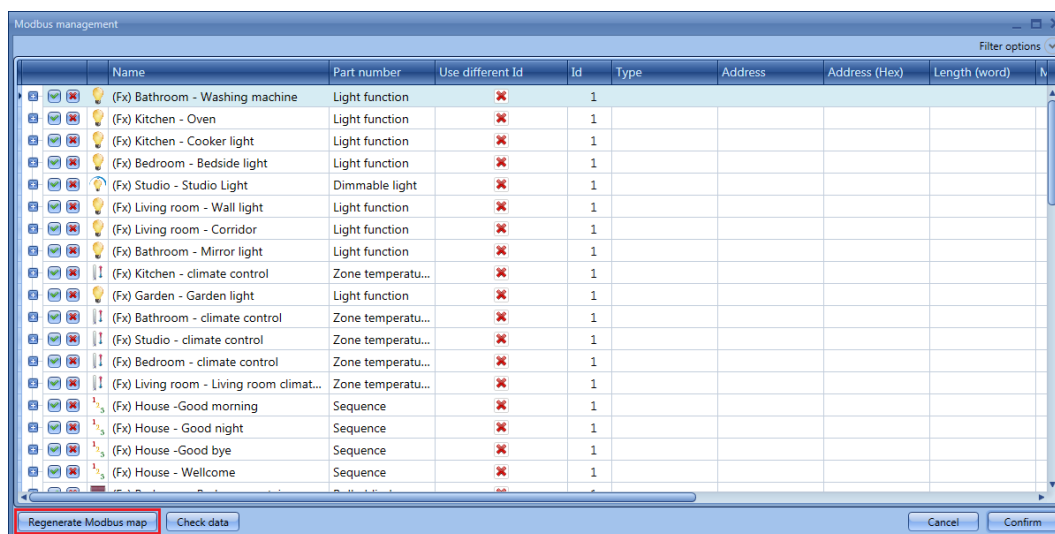 Modbus management
Filter options
Name Part number Use different Id Id Type Address Address (Hex) Length (word)
(Fx) Bathroom - Washing machine Light function 1
(Fx) Kitchen - Oven Light function 1
(Fx) Kitchen - Cooker light Light function 1
(Fx) Bedroom - Bedside light Light function 1
(Fx) Studio - Studio Light Dimmable light 1
(Fx) Living room - Wall light Light function 1
(Fx) Living room - Corridor Light function 1
(Fx) Bathroom - Mirror light Light function 1
(Fx) Kitchen - climate control Zone temperatu... 1
(Fx) Garden - Garden light Light function 1
(Fx) Bathroom - climate control Zone temperatu... 1
(Fx) Studio - climate control Zone temperatu... 1
(Fx) Bedroom - climate control Zone temperatu... 1
(Fx) Living room - Living room climat... Zone temperatu... 1
(Fx) House -Good morning Sequence 1
(Fx) House - Good night Sequence 1
(Fx) House -Good bye Sequence 1
(Fx) House - Wellcome Sequence 1
Regenerate Modbus map Check data Cancel Confirm